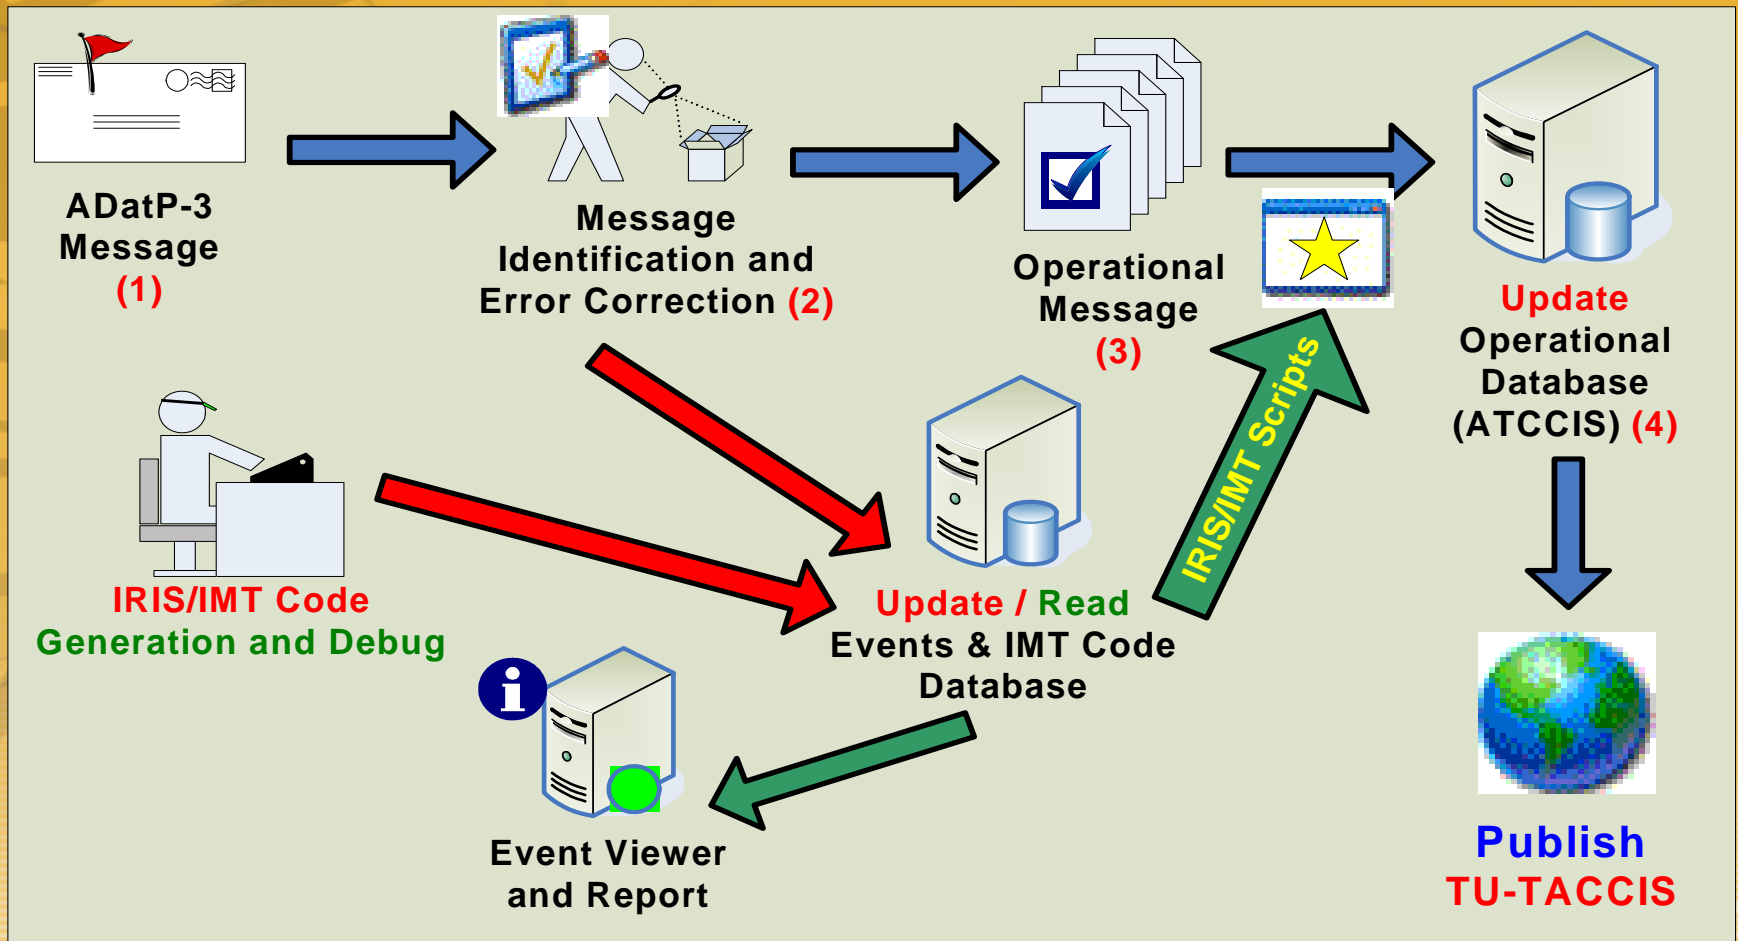 ADatP-3
Message
(1)
Message
Identification and
Error Correction (2)
Operational
Message
(3)
Update
Operational
Database
(ATCCIS) (4)
IRIS/IMT Scripts
IRIS/IMT Code
Generation and Debug
Update / Read
Events & IMT Code
Database
i
Event Viewer
and Report
Publish
TU-TACCIS